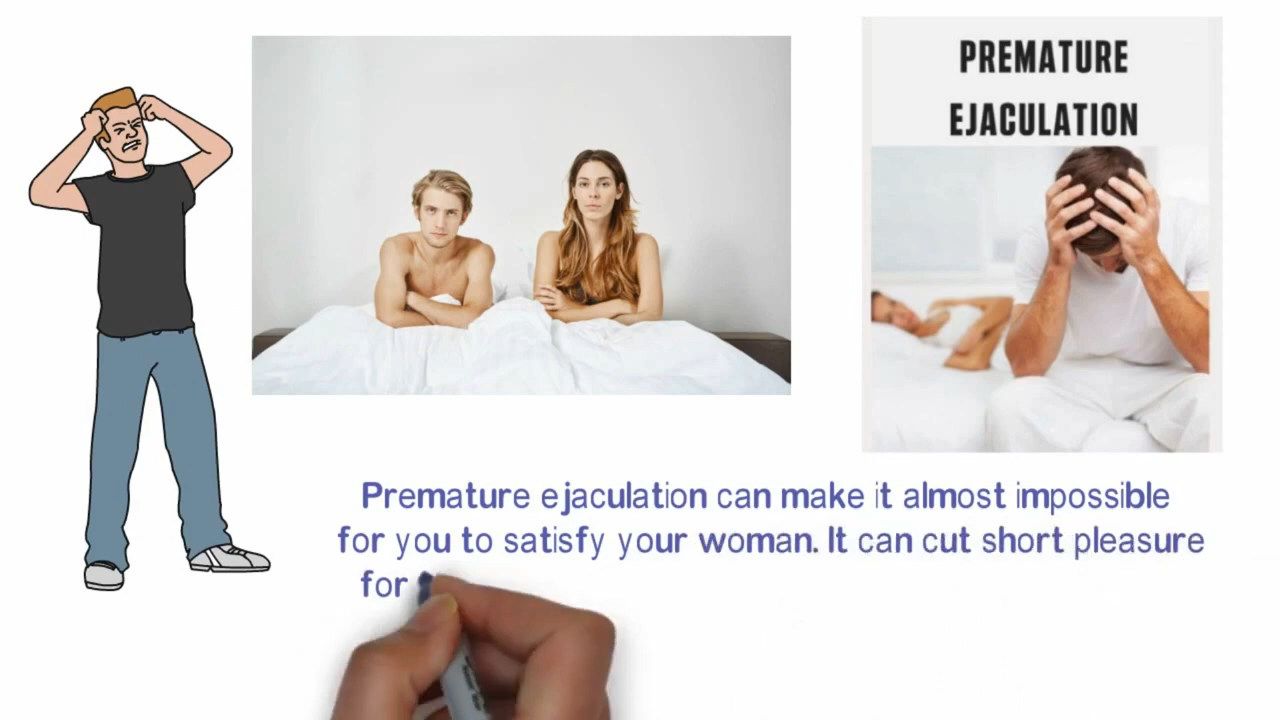 PREMATURE
EJACULATION
Premature ejaculation can make it almost impossible
for you to satisfy your woman. It can cut short pleasure
for